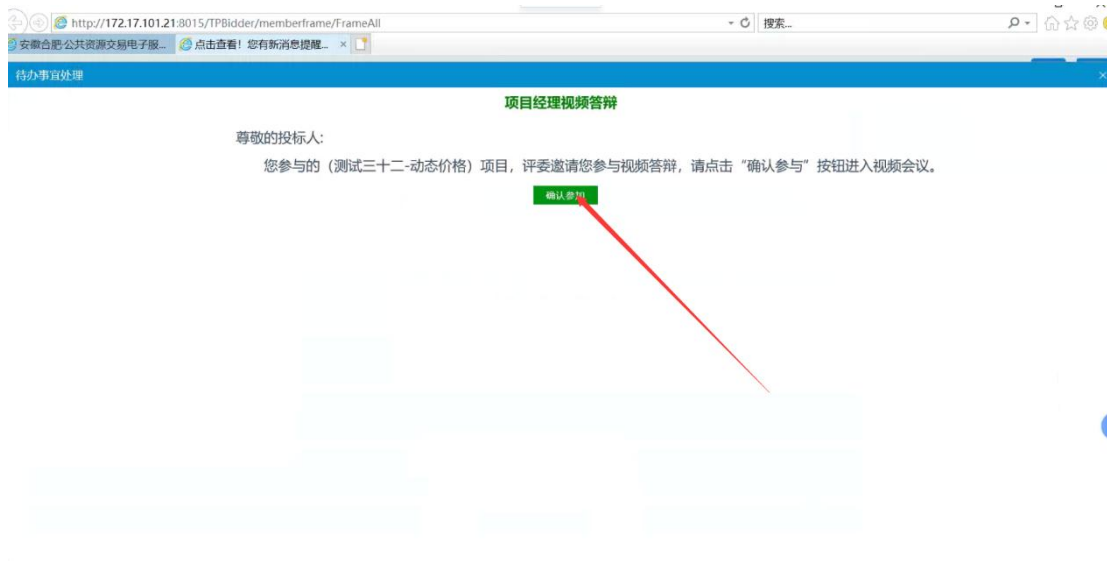 http://172.17.101.21:8015/TPBidder/memberframe/FrameAll
搜索...
安徽合肥公共资源交易电子服...
点击查看！您有新消息提醒...
待办事宜处理
项目经理视频答辩
尊敬的投标人:
您参与的（测试三十二-动态价格）项目，评委邀请您参与视频答辩，请点击“确认参与”按钮进入视频会议。
确认参加